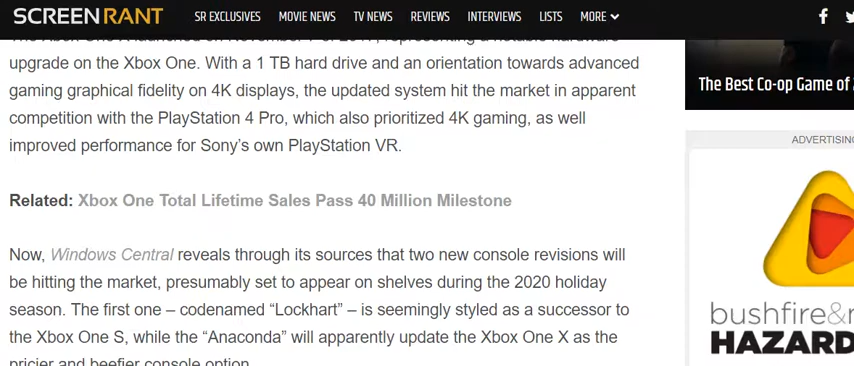 SCREENRANT SR EXCLUSIVES MOVIE NEWS TV NEWS REVIEWS INTERVIEWS LISTS MORE
upgrade on the Xbox One. With a 1 TB hard drive and an orientation towards advanced
gaming graphical fidelity on 4K displays, the updated system hit the market in apparent
competition with the PlayStation 4 Pro, which also prioritized 4K gaming, as well
improved performance for Sony’s own PlayStation VR.
Related: Xbox One Total Lifetime Sales Pass 40 Million Milestone
Now, Windows Central reveals through its sources that two new console revisions will
be hitting the market, presumably set to appear on shelves during the 2020 holiday
season. The first one – codenamed “Lockhart” – is seemingly styled as a successor to
the Xbox One S, while the “Anaconda” will apparently update the Xbox One X as the
pricier and beefier console option
The Best Co-op Game of
ADVERTISING
bushfire&
HAZARD